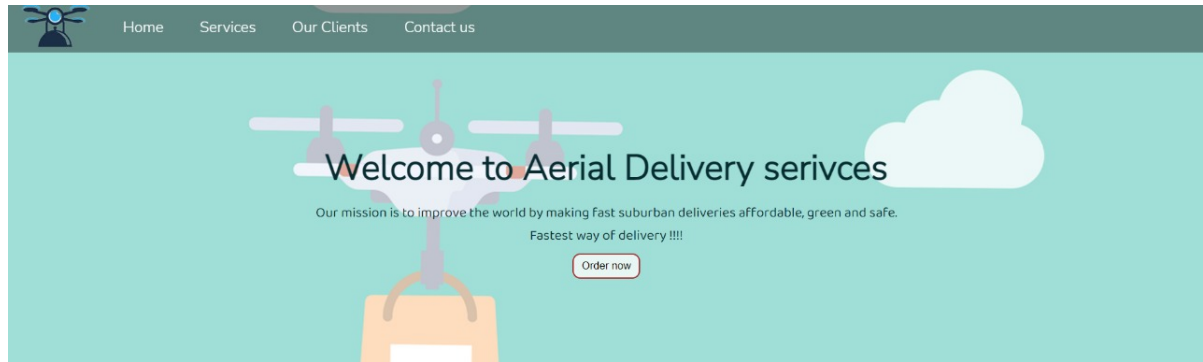 Home Services Our Clients Contact us
Welcome to Aerial Delivery serivces
Our mission is to improve the world by making fast suburban deliveries affordable, green and safe.
Fastest way of delivery !!!!
Order now